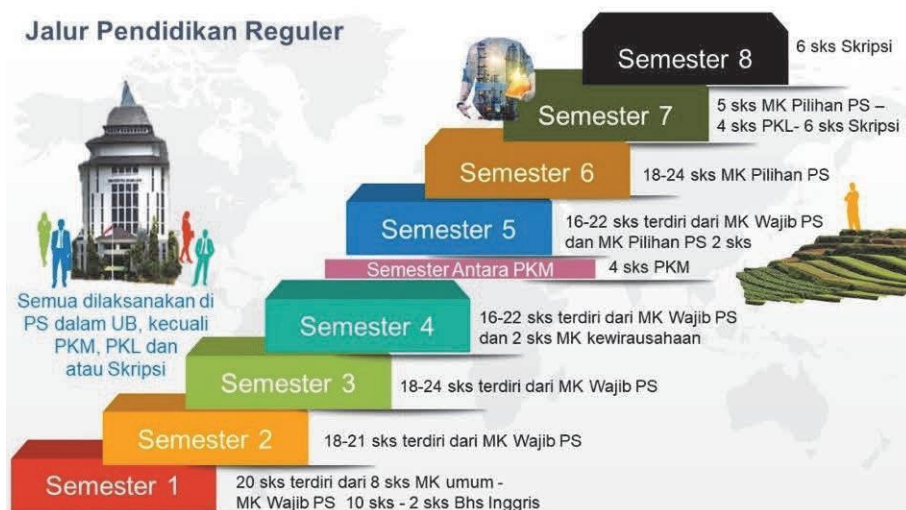 Jalur Pendidikan Reguler
Semester 8
6 sks Skripsi
Semester 7
5 sks MK Pilihan PS –
4 sks PKL- 6 sks Skripsi
Semester 6
18-24 sks MK Pilihan PS
Semester 5
16-22 sks terdiri dari MK Wajib PS
dan MK Pilihan PS 2 sks
Semester Antara PKM
4 sks PKM
Semua dilaksanakan di
PS dalam UB, kecuali
PKM, PKL dan
atau Skripsi
Semester 4
16-22 sks terdiri dari MK Wajib PS
dan 2 sks MK kewirausahaan
Semester 3
18-24 sks terdiri dari MK Wajib PS
Semester 2
18-21 sks terdiri dari MK Wajib PS
Semester 1
20 sks terdiri dari 8 sks MK umum -
MK Wajib PS 10 sks - 2 sks Bhs Inggris